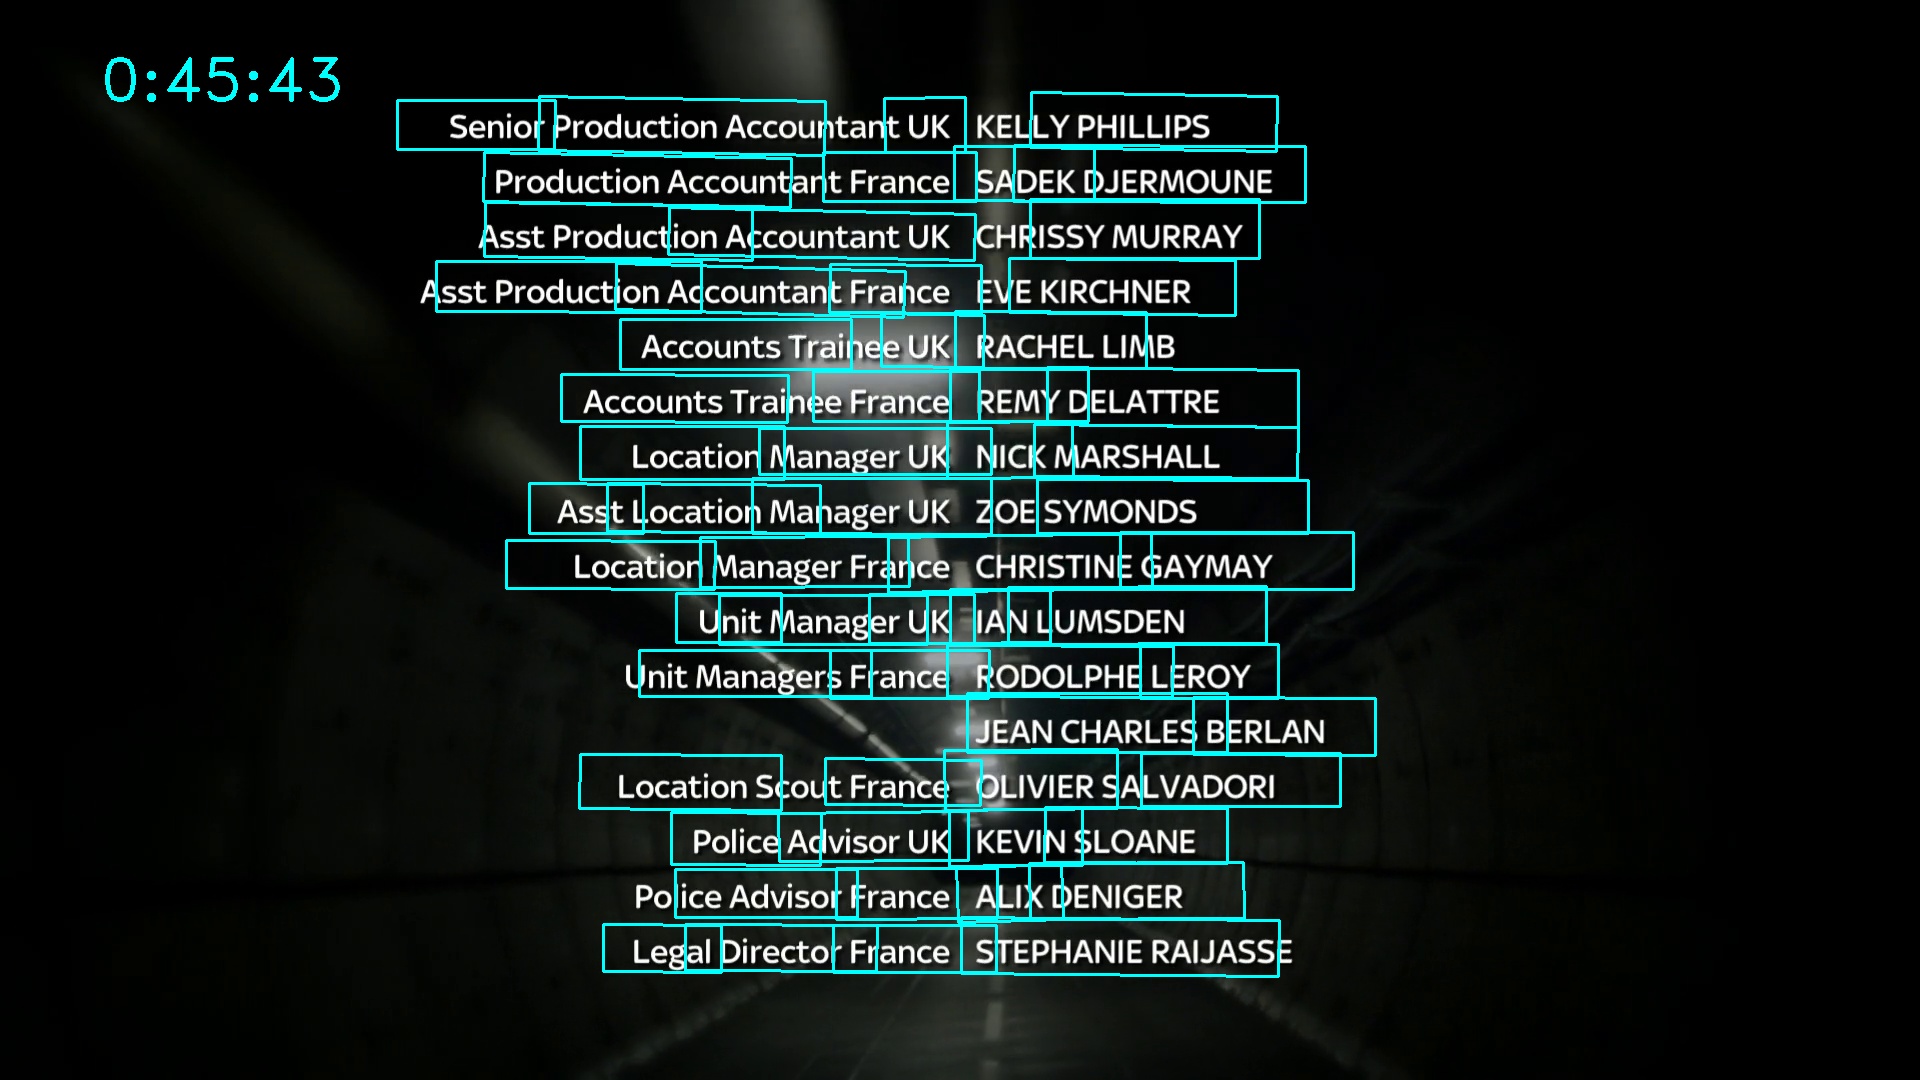 0:45:43
Senior Production Accountant UK KELLY PHILLIPS
Production Accountant France SADEK DJERMOUNE
Asst Production Accountant UK CHRISSY MURRAY
Asst Production Accountant France EVE KIRCHNER
Accounts Trainee UK RACHEL LIMB
Accounts Trainee France REMY DELATTRE
Location Manager UK NICK MARSHALL
Asst Location Manager UK ZOE SYMONDS
Location Manager France CHRISTINE GAYMAY
Unit Manager UK IAN LUMSDEN
Unit Managers France RODOLPHE LEROY
JEAN CHARLES BERLAN
Location Scout France OLIVIER SALVADORI
Police Advisor UK KEVIN SLOANE
Police Advisor France ALIX DENIGER
Legal Director France STEPHANIE RAIJASSE